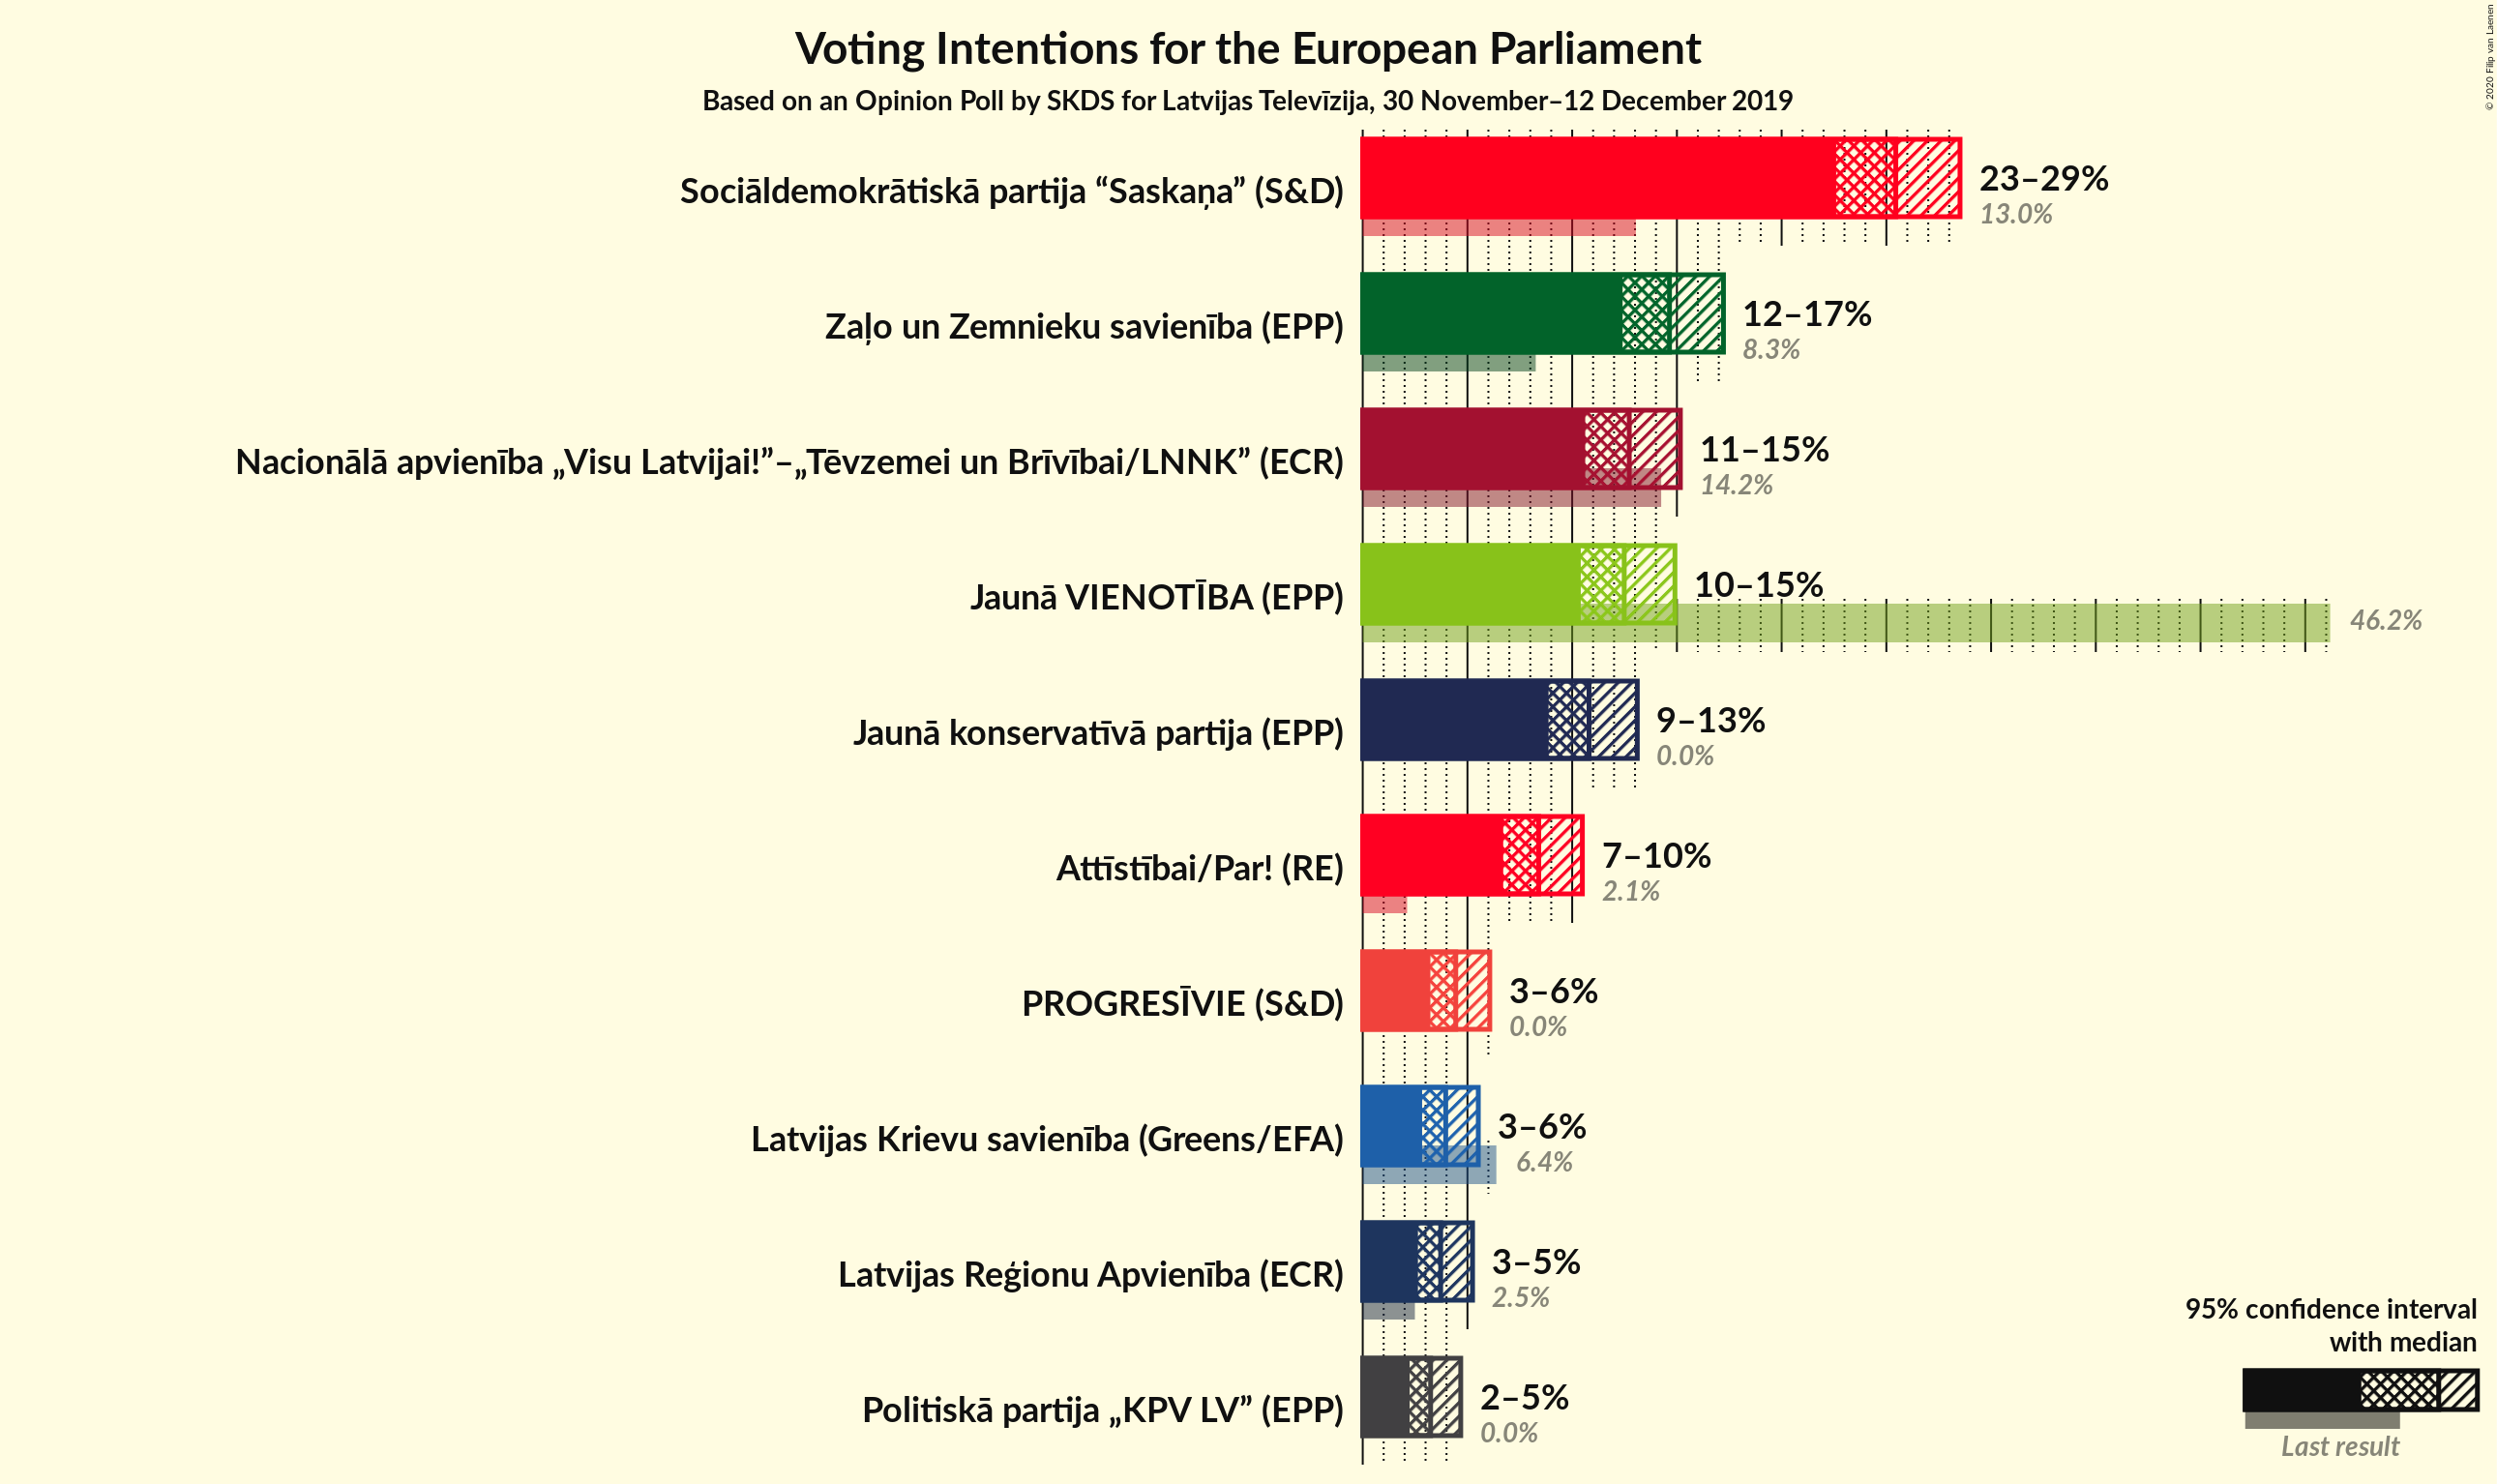 Voting Intentions for the European Parliament
Based on an Opinion Poll by SKDS for Latvijas Televīzija, 30 November–12 December 2019
© 2020 Filip van Laenen
Sociāldemokrātiskā partija “Saskaņa” (S&D)
23–29%
13.0%
Zaļo un Zemnieku savienība (EPP)
12–17%
8.3%
Nacionālā apvienība „Visu Latvijai!”–„Tēvzemei un Brīvībai/LNNK” (ECR)
11–15%
14.2%
Jaunā VIENOTĪBA (EPP)
10–15%
46.2%
Jaunā konservatīvā partija (EPP)
9–13%
0.0%
Attīstībai/Par! (RE)
7–10%
2.1%
PROGRESĪVIE (S&D)
3–6%
0.0%
Latvijas Krievu savienība (Greens/EFA)
3–6%
6.4%
Latvijas Reģionu Apvienība (ECR)
3–5%
2.5%
Politiskā partija „KPV LV” (EPP)
2–5%
0.0%
95% confidence interval
with median
Last result